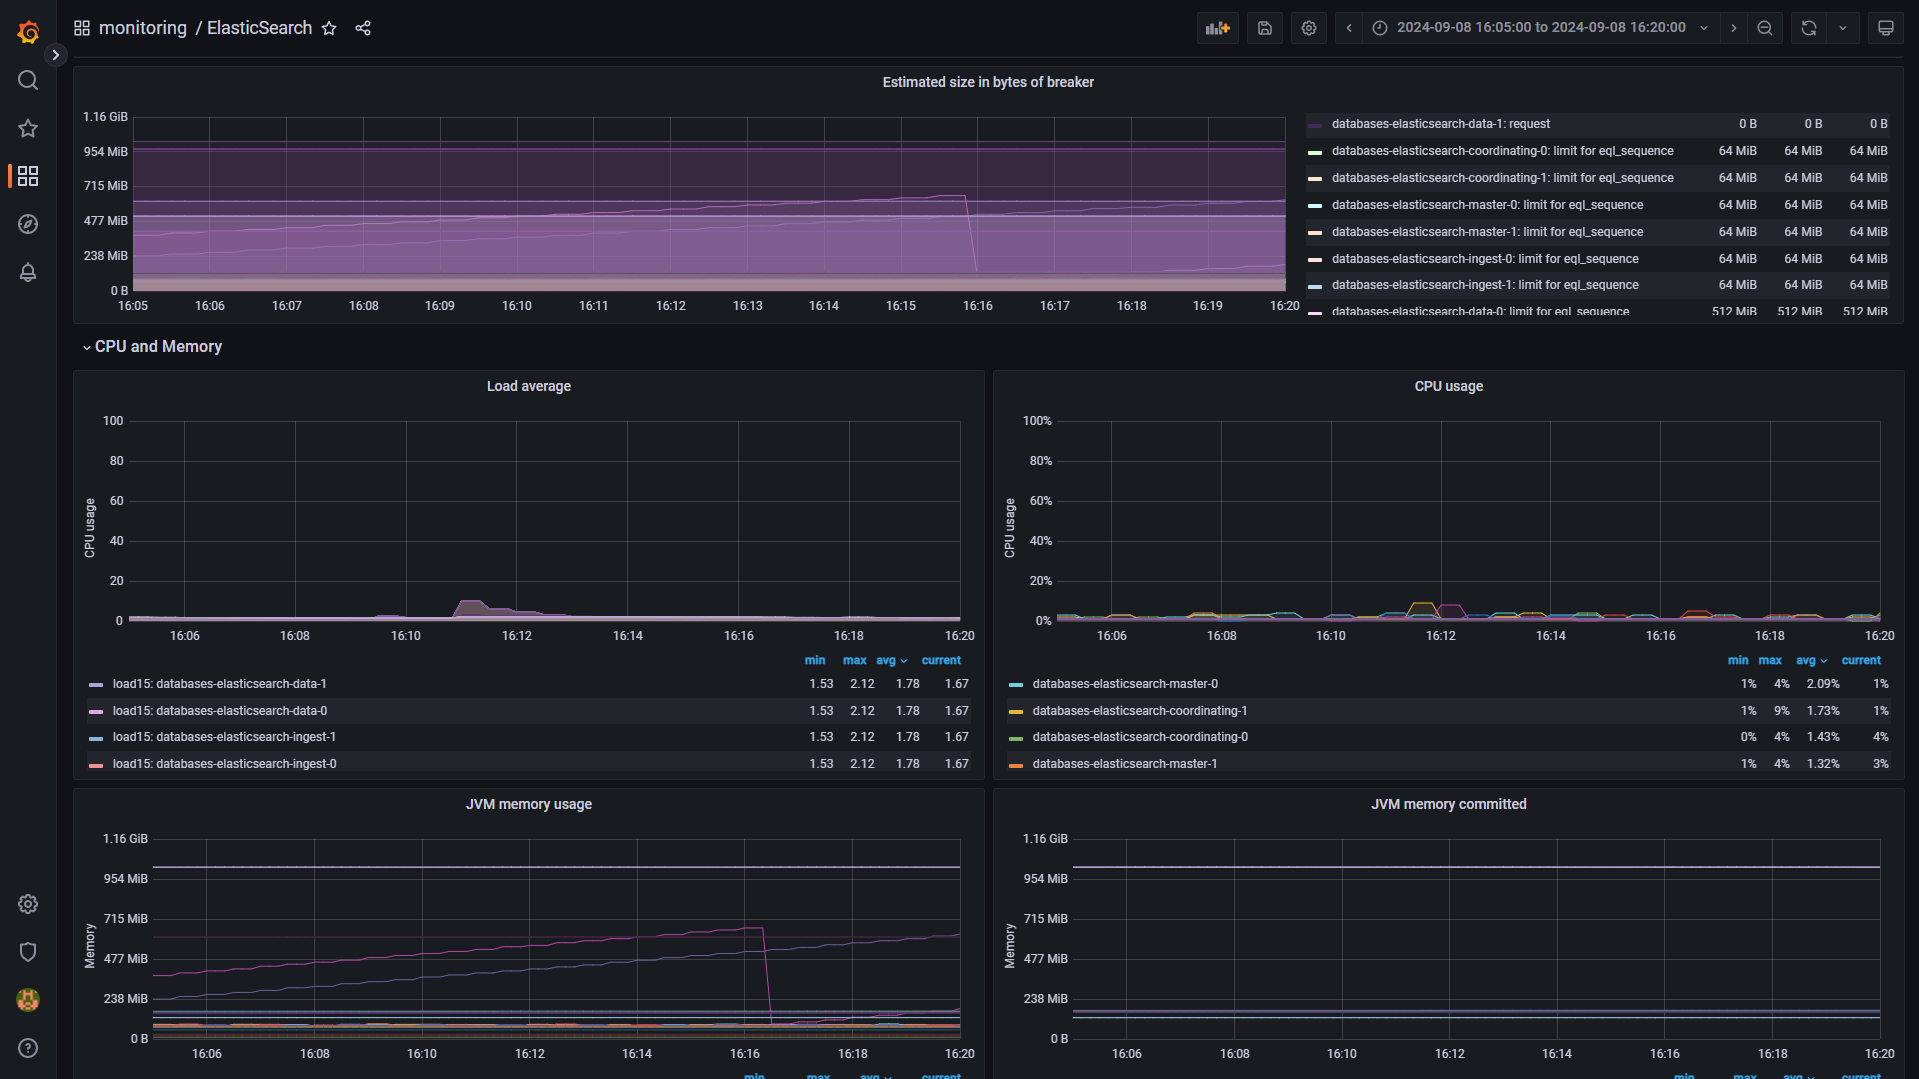 monitoring / ElasticSearch
2024-09-08 16:05:00 to 2024-09-08 16:20:00
Estimated size in bytes of breaker
1.16 GiB
954 MiB
715 MiB
477 MiB
238 MiB
0 B
16:05 16:06 16:07 16:08 16:09 16:10 16:11 16:12 16:13 16:14 16:15 16:16 16:17 16:18 16:19 16:20
databases-elasticsearch-data-1: request 0 B 0 B 0 B
databases-elasticsearch-coordinating-0: limit for eql_sequence 64 MiB 64 MiB 64 MiB
databases-elasticsearch-coordinating-1: limit for eql_sequence 64 MiB 64 MiB 64 MiB
databases-elasticsearch-master-0: limit for eql_sequence 64 MiB 64 MiB 64 MiB
databases-elasticsearch-master-1: limit for eql_sequence 64 MiB 64 MiB 64 MiB
databases-elasticsearch-ingest-0: limit for eql_sequence 64 MiB 64 MiB 64 MiB
databases-elasticsearch-ingest-1: limit for eql_sequence 64 MiB 64 MiB 64 MiB
databases-elasticsearch-data-0: limit for eql_sequence 512 MiB 512 MiB 512 MiB
CPU and Memory
Load average
CPU usage
100
80
60
40
20
0
16:06 16:08 16:10 16:12 16:14 16:16 16:18 16:20
min max avg current
load15: databases-elasticsearch-data-1 1.53 2.12 1.78 1.67
load15: databases-elasticsearch-data-0 1.53 2.12 1.78 1.67
load15: databases-elasticsearch-ingest-1 1.53 2.12 1.78 1.67
load15: databases-elasticsearch-ingest-0 1.53 2.12 1.78 1.67
CPU usage
CPU usage
100%
80%
60%
40%
20%
0%
16:06 16:08 16:10 16:12 16:14 16:16 16:18 16:20
min max avg current
databases-elasticsearch-master-0 1% 4% 2.09% 1%
databases-elasticsearch-coordinating-1 1% 9% 1.73% 1%
databases-elasticsearch-coordinating-0 0% 4% 1.43% 4%
databases-elasticsearch-master-1 1% 4% 1.32% 3%
JVM memory usage
Memory
1.16 GiB
954 MiB
715 MiB
477 MiB
238 MiB
0 B
16:06 16:08 16:10 16:12 16:14 16:16 16:18 16:20
min max avg current
JVM memory committed
Memory
1.16 GiB
954 MiB
715 MiB
477 MiB
238 MiB
0 B
16:06 16:08 16:10 16:12 16:14 16:16 16:18 16:20
min max avg current